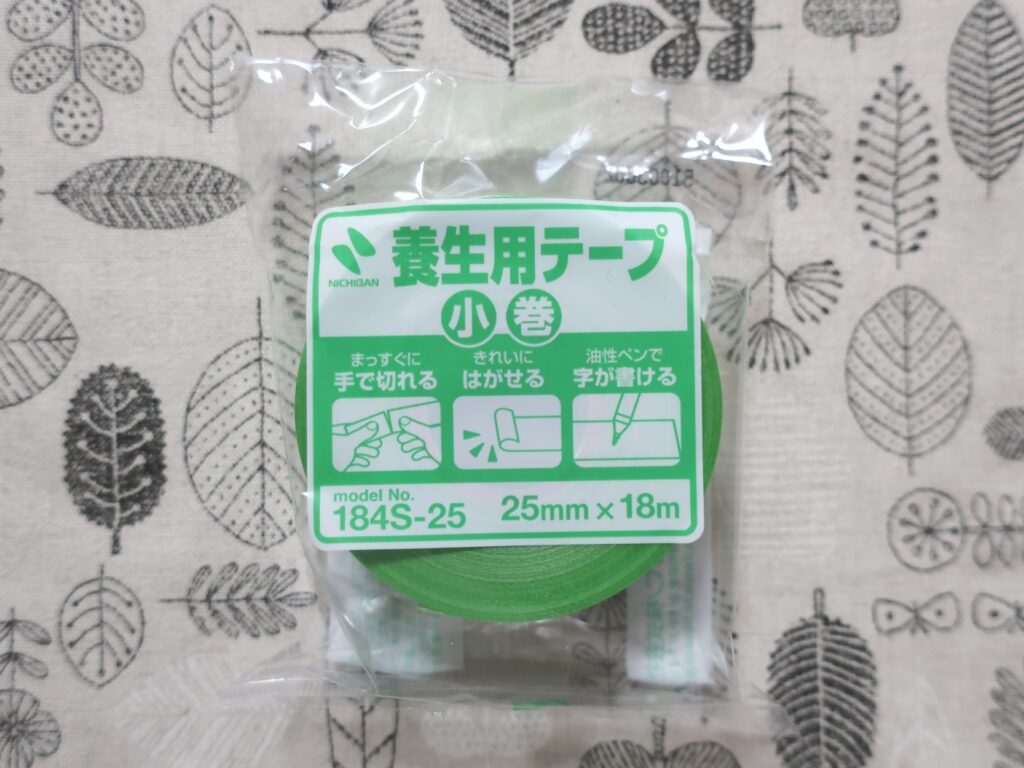 NICHIBAN
養生用テープ
小巻
まっすぐに
手で切れる
きれいに
はがせる
油性ペンで
字が書ける
model No.
184S-25
25mm×18m